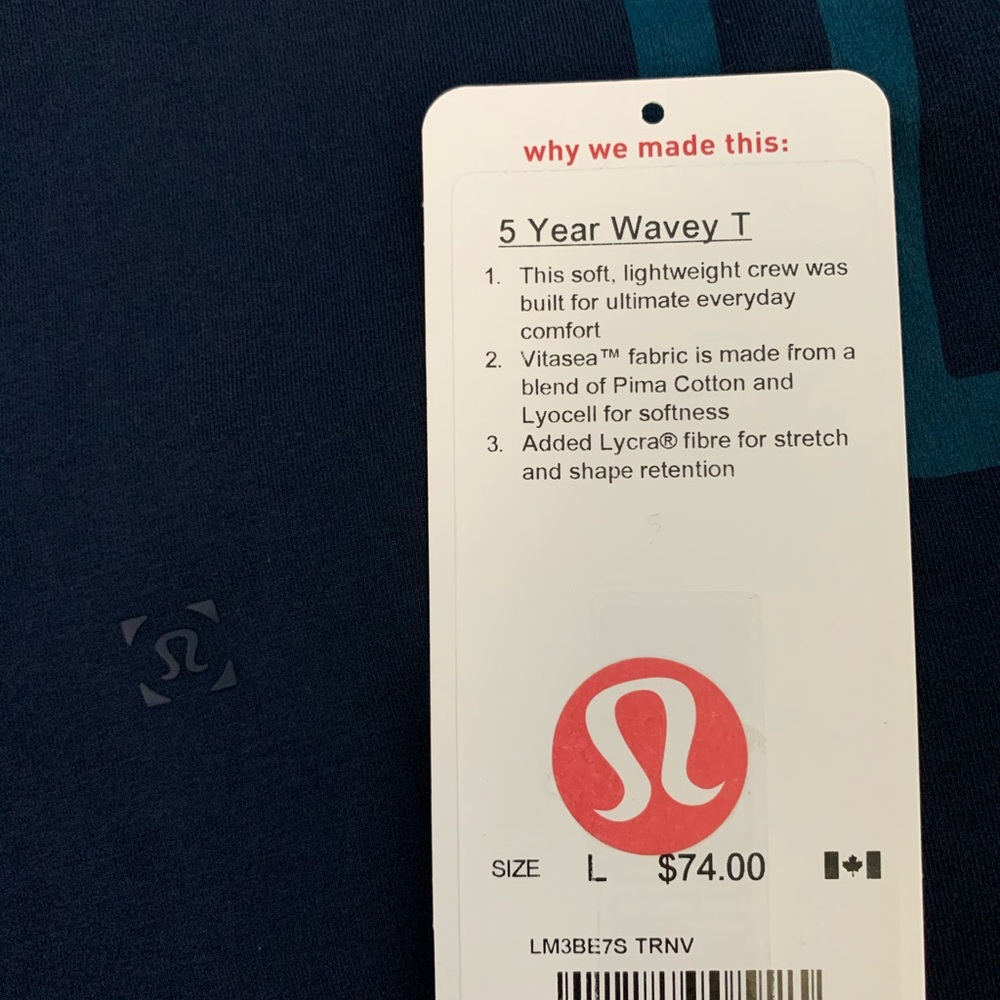 why we made this:
5 Year Wavey T
1. This soft, lightweight crew was
built for ultimate everyday
comfort
2. Vitasea™ fabric is made from a
blend of Pima Cotton and
Lyocell for softness
3. Added Lycra® fibre for stretch
and shape retention
SIZE L $74.00
LM3BE7S TRNV